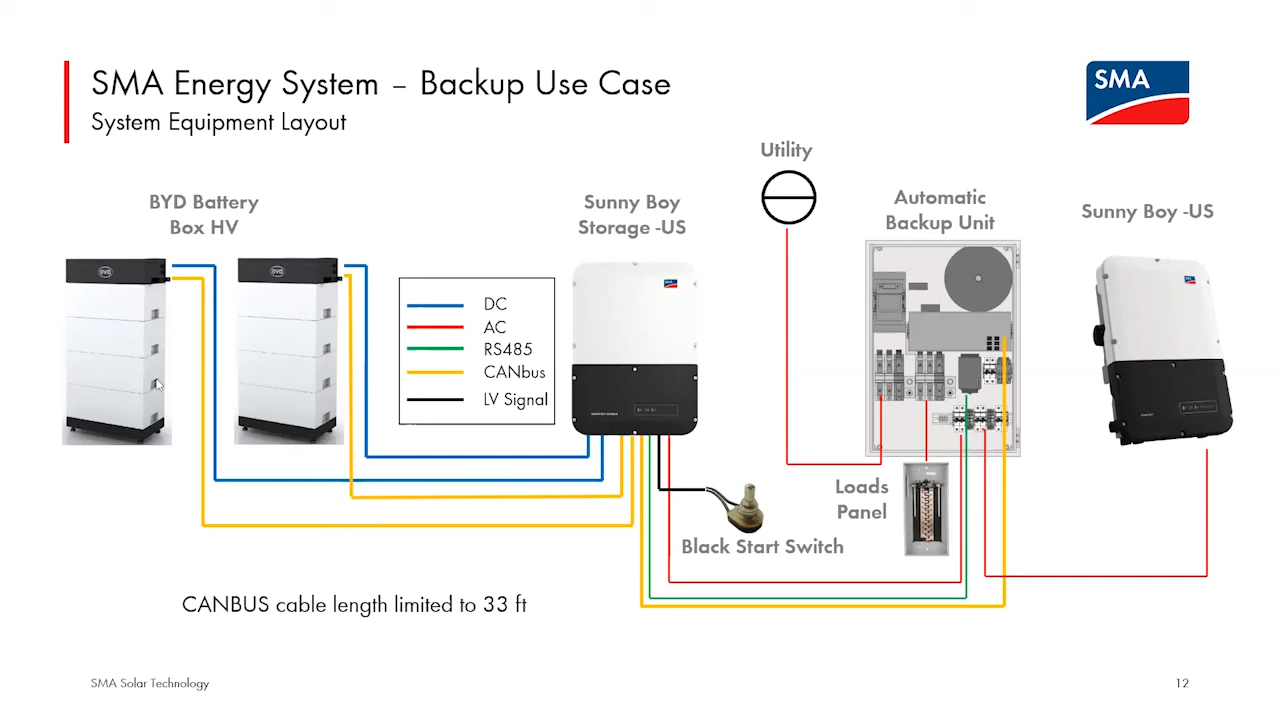 SMA Energy System – Backup Use Case
System Equipment Layout
SMA
Utility
BYD Battery
Box HV
Sunny Boy
Storage -US
Automatic
Backup Unit
Sunny Boy -US
BYD
BYD
DC
AC
RS485
CANbus
LV Signal
Loads
Panel
Black Start Switch
CANBUS cable length limited to 33 ft
SMA Solar Technology
12